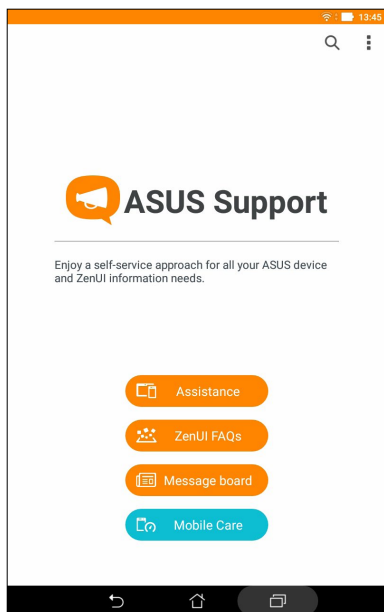 13:45
ASUS Support
Enjoy a self-service approach for all your ASUS device
and ZenUI information needs.
Assistance
ZenUI FAQs
Message board
Mobile Care